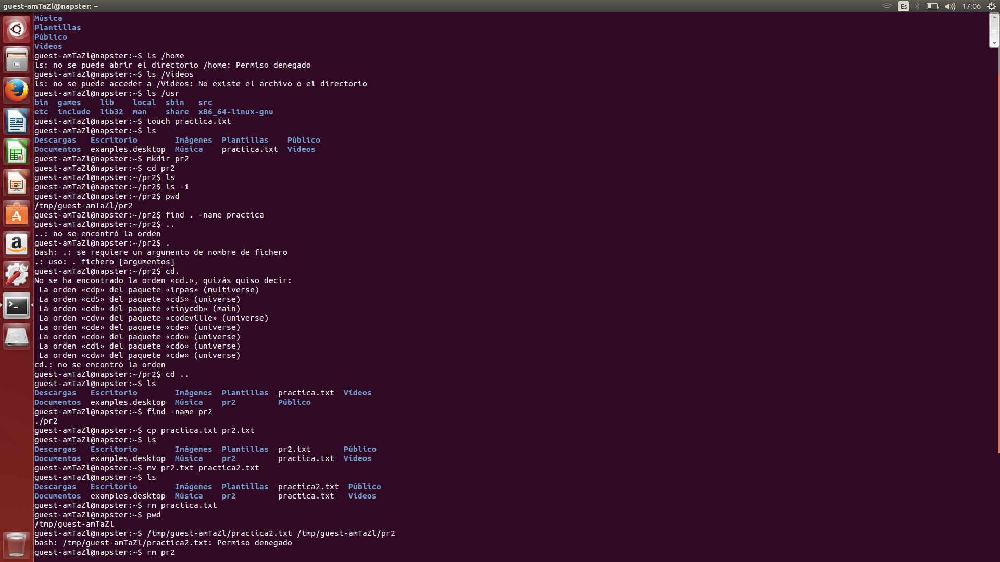 guest-amTaZl@napster: ~
Es
17:06
Música
Plantillas
Público
Vídeos
guest-amTaZl@napster:~$ ls /home
ls: no se puede abrir el directorio /home: Permiso denegado
guest-amTaZl@napster:~$ ls /Videos
ls: no se puede acceder a /Videos: No existe el archivo o el directorio
guest-amTaZl@napster:~$ ls /usr
bin  games    lib    local  sbin   src
etc  include  lib32  man    share  x86_64-linux-gnu
guest-amTaZl@napster:~$ touch practica.txt
guest-amTaZl@napster:~$ ls
Descargas   Escritorio        Imágenes  Plantillas    Público
Documentos  examples.desktop  Música    practica.txt  Vídeos
guest-amTaZl@napster:~$ mkdir pr2
guest-amTaZl@napster:~$ cd pr2
guest-amTaZl@napster:~/pr2$ ls
guest-amTaZl@napster:~/pr2$ ls -1
guest-amTaZl@napster:~/pr2$ pwd
/tmp/guest-amTaZl/pr2
guest-amTaZl@napster:~/pr2$ find . -name practica
guest-amTaZl@napster:~/pr2$ ..
..: no se encontró la orden
guest-amTaZl@napster:~/pr2$ .
bash: .: se requiere un argumento de nombre de fichero
.: uso: . fichero [argumentos]
guest-amTaZl@napster:~/pr2$ cd.
No se ha encontrado la orden «cd.», quizás quiso decir:
 La orden «cdp» del paquete «irpas» (multiverse)
 La orden «cd5» del paquete «cd5» (universe)
 La orden «cdb» del paquete «tinycdb» (main)
 La orden «cdv» del paquete «codeville» (universe)
 La orden «cde» del paquete «cde» (universe)
 La orden «cdo» del paquete «cdo» (universe)
 La orden «cdi» del paquete «cdo» (universe)
 La orden «cdw» del paquete «cdw» (universe)
cd.: no se encontró la orden
guest-amTaZl@napster:~/pr2$ cd ..
guest-amTaZl@napster:~$ ls
Descargas   Escritorio        Imágenes  Plantillas  practica.txt  Vídeos
Documentos  examples.desktop  Música    pr2         Público
guest-amTaZl@napster:~$ find -name pr2
./pr2
guest-amTaZl@napster:~$ cp practica.txt pr2.txt
guest-amTaZl@napster:~$ ls
Descargas   Escritorio        Imágenes  Plantillas  pr2.txt       Público
Documentos  examples.desktop  Música    pr2         practica.txt  Vídeos
guest-amTaZl@napster:~$ mv pr2.txt practica2.txt
guest-amTaZl@napster:~$ ls
Descargas   Escritorio        Imágenes  Plantillas  practica2.txt  Público
Documentos  examples.desktop  Música    pr2         practica.txt   Vídeos
guest-amTaZl@napster:~$ rm practica.txt
guest-amTaZl@napster:~$ pwd
/tmp/guest-amTaZl
guest-amTaZl@napster:~$ /tmp/guest-amTaZl/practica2.txt /tmp/guest-amTaZl/pr2
bash: /tmp/guest-amTaZl/practica2.txt: Permiso denegado
guest-amTaZl@napster:~$ rm pr2